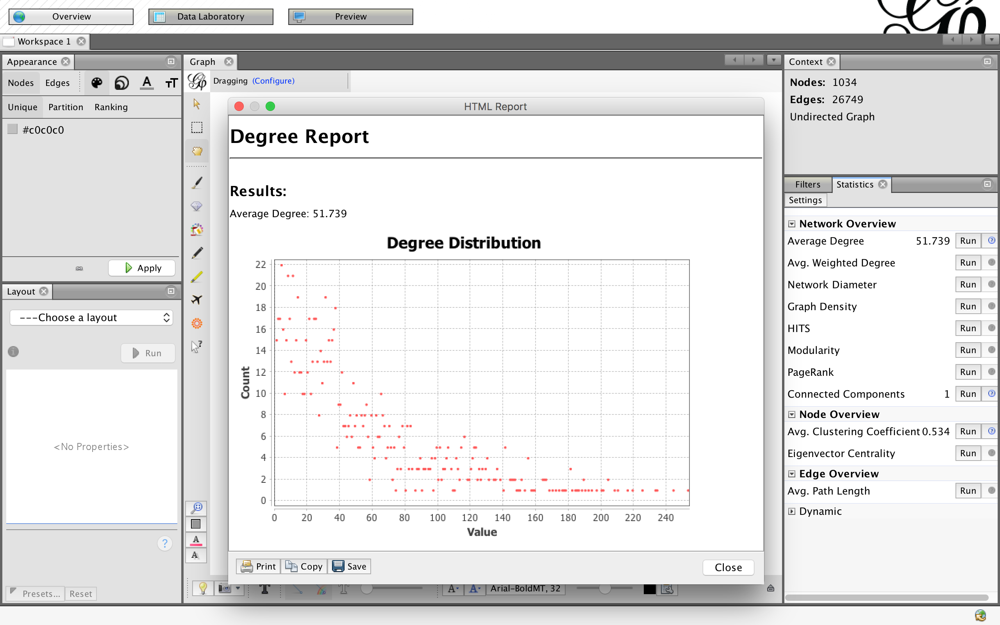 Overview
Data Laboratory
Preview
Workspace 1
Appearance
Nodes
Edges
A
TT
Unique
Partition
Ranking
#c0c0c0
Apply
Layout
---Choose a layout
Run
<No Properties>
?
Presets...
Reset
Graph
Dragging (Configure)
HTML Report
Degree Report
Results:
Average Degree: 51.739
Degree Distribution
22
20
18
16
14
12
10
8
6
4
2
0
Count
0 20 40 60 80 100 120 140 160 180 200 220 240
Value
Print
Copy
Save
Close
A
A
T
T
A
A
Arial-BoldMT, 32
Context
Nodes: 1034
Edges: 26749
Undirected Graph
Filters
Statistics
Settings
Network Overview
Average Degree 51.739 Run ?
Avg. Weighted Degree Run ?
Network Diameter Run ?
Graph Density Run ?
HITS Run ?
Modularity Run ?
PageRank Run ?
Connected Components 1 Run ?
Node Overview
Avg. Clustering Coefficient 0.534 Run ?
Eigenvector Centrality Run ?
Edge Overview
Avg. Path Length Run ?
Dynamic